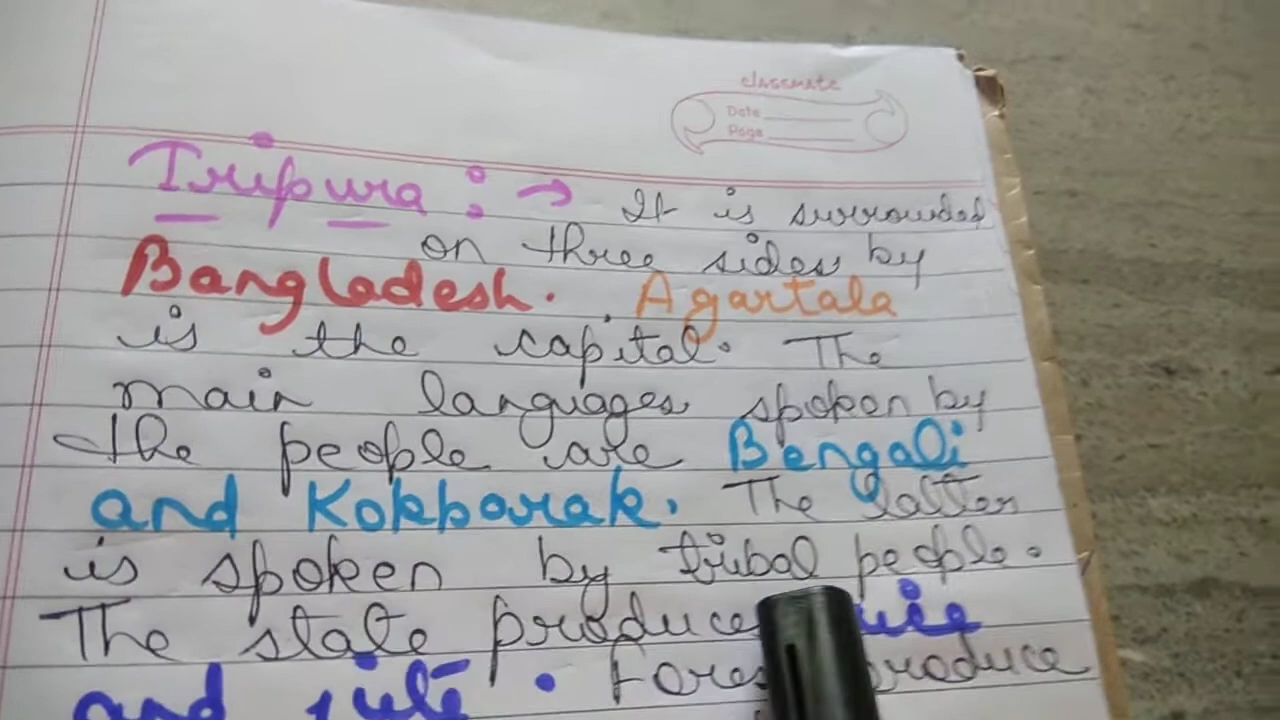 classmate
Date
Page
Tripura : → It is surrounded
on three sides by
Bangladesh. Agartala
is the capital. The
main languages spoken by
the people are Bengali
and Kokborak. The latter
is spoken by tribal people.
The state produces
and jute. produce